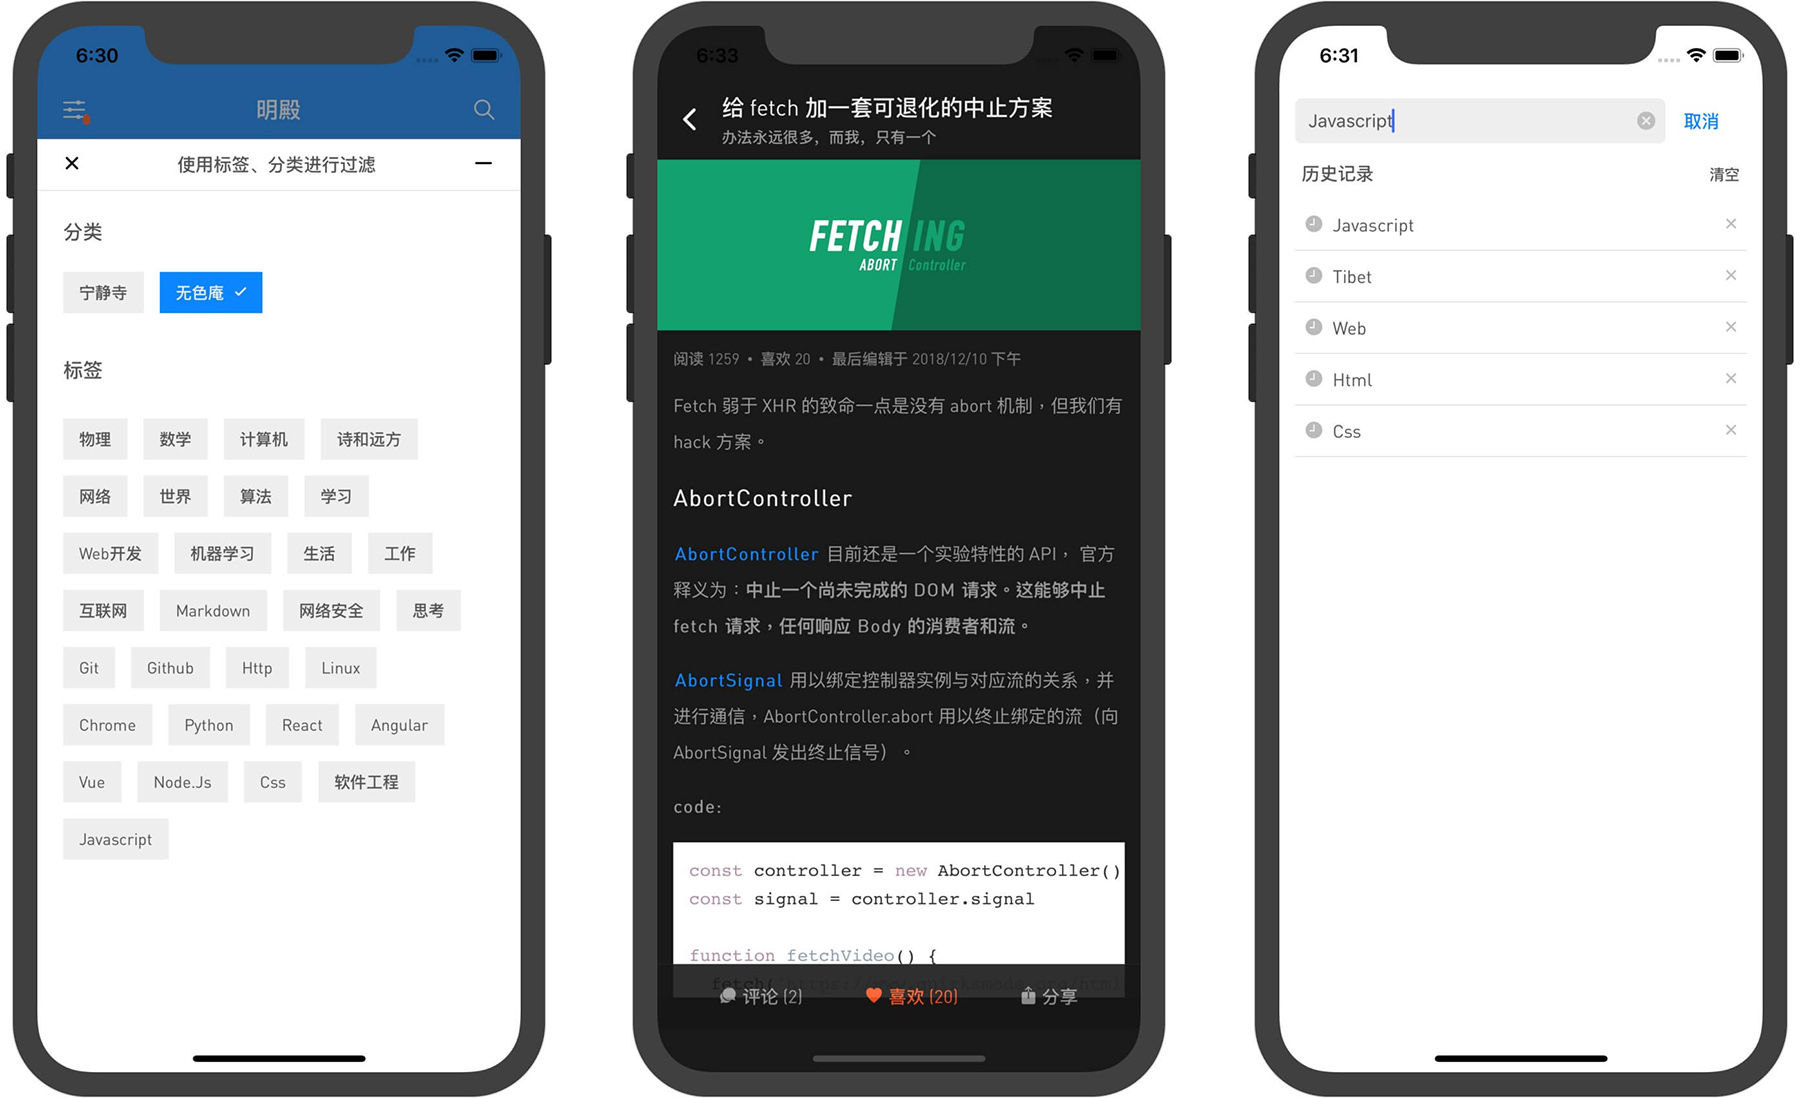 6:30
明殿
使用标签、分类进行过滤
分类
宁静寺 无色庵
标签
物理 数学 计算机 诗和远方
网络 世界 算法 学习
Web开发 机器学习 生活 工作
互联网 Markdown 网络安全 思考
Git Github Http Linux
Chrome Python React Angular
Vue Node.Js Css 软件工程
Javascript
6:33
给 fetch 加一套可退化的中止方案
办法永远很多，而我，只有一个
FETCHING
ABORT Controller
阅读 1259 • 喜欢 20 • 最后编辑于 2018/12/10 下午
Fetch 弱于 XHR 的致命一点是没有 abort 机制，但我们有
hack 方案。
AbortController
AbortController 目前还是一个实验特性的 API， 官方
释义为：中止一个尚未完成的 DOM 请求。这能够中止
fetch 请求，任何响应 Body 的消费者和流。
AbortSignal 用以绑定控制器实例与对应流的关系，并
进行通信，AbortController.abort 用以终止绑定的流（向
AbortSignal 发出终止信号）。
code:
const controller = new AbortController()
const signal = controller.signal
function fetchVideo() {
fetch(
评论 (2) 喜欢 (20) 分享
6:31
Javascript 取消
历史记录 清空
Javascript
Tibet
Web
Html
Css